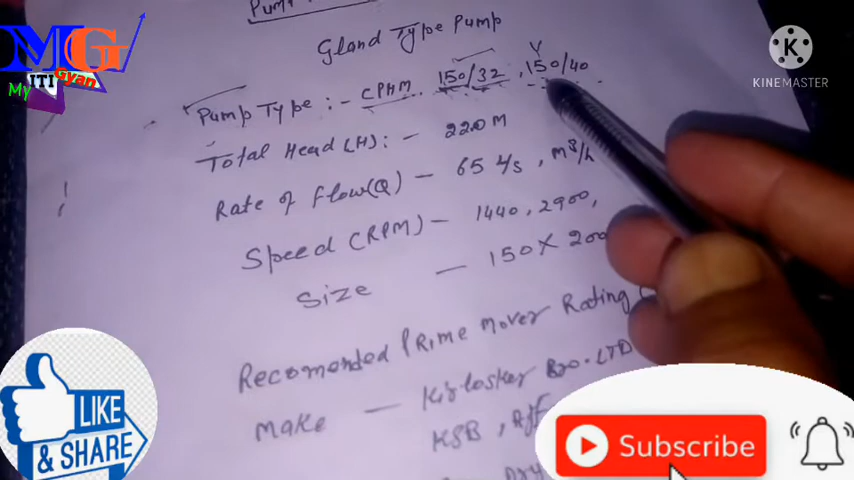 Gland Type Pump
Pump Type :- CPHM. 150/32, 150/40
Total Head (H): - 220 M
Rate of Flow(Q) - 65 L/s, m³/h
Speed (RPM) - 1440, 2900,
Size - 150 X 200
Recomended PRime Mover Rating
Make - Kirlosker Bro. LTD
KSB,
MG
My ITI Gyan
K
KINEMASTER
LIKE
& SHARE
Subscribe